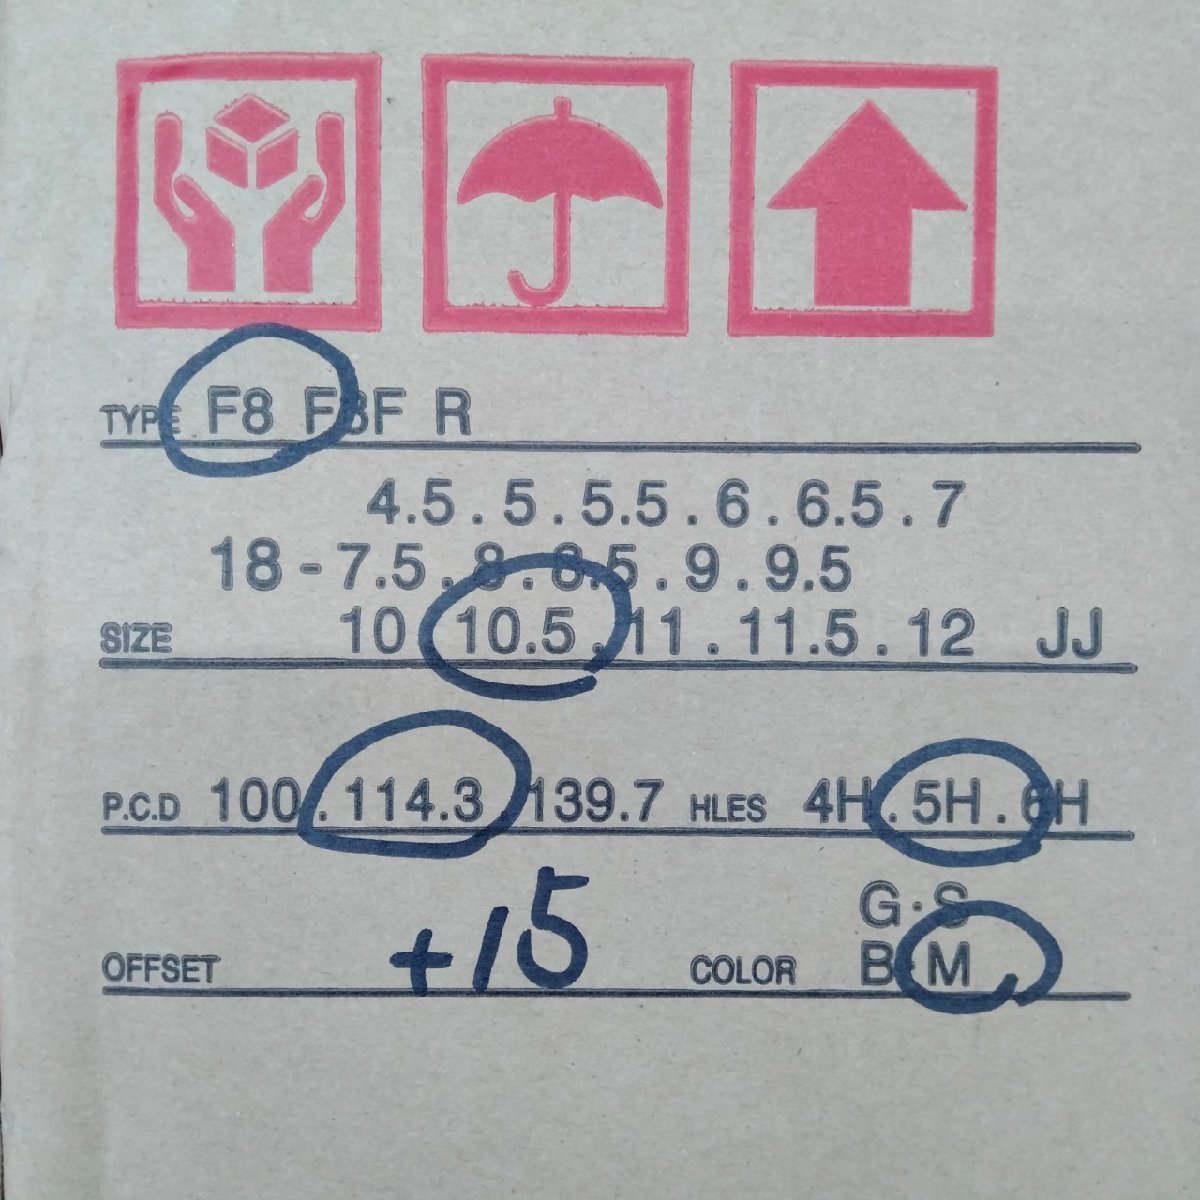 TYPE F8 F8F R
4.5 . 5 . 5.5 . 6 . 6.5 . 7
18 - 7.5 . 8 . 8.5 . 9 . 9.5
SIZE 10 . 10.5 . 11 . 11.5 . 12 JJ
P.C.D 100 . 114.3 . 139.7 HLES 4H . 5H . 6H
G·S
OFFSET +15 COLOR B·M